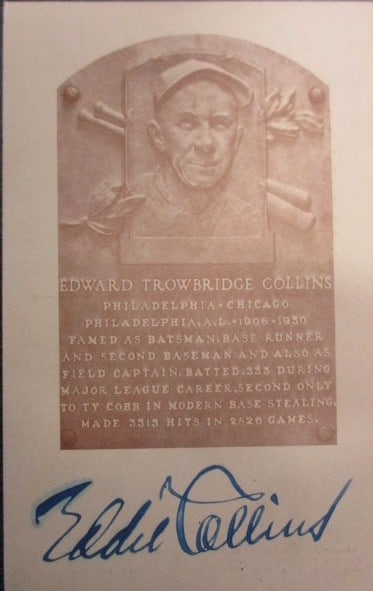 EDWARD TROWBRIDGE COLLINS
PHILADELPHIA-CHICAGO
PHILADELPHIA, A.L.-1906-1930
FAMED AS BATSMAN, BASE RUNNER
AND SECOND BASEMAN AND ALSO AS
FIELD CAPTAIN. BATTED .333 DURING
MAJOR LEAGUE CAREER, SECOND ONLY
TO TY COBB IN MODERN BASE STEALING.
MADE 3313 HITS IN 2826 GAMES.
Eddie Collins